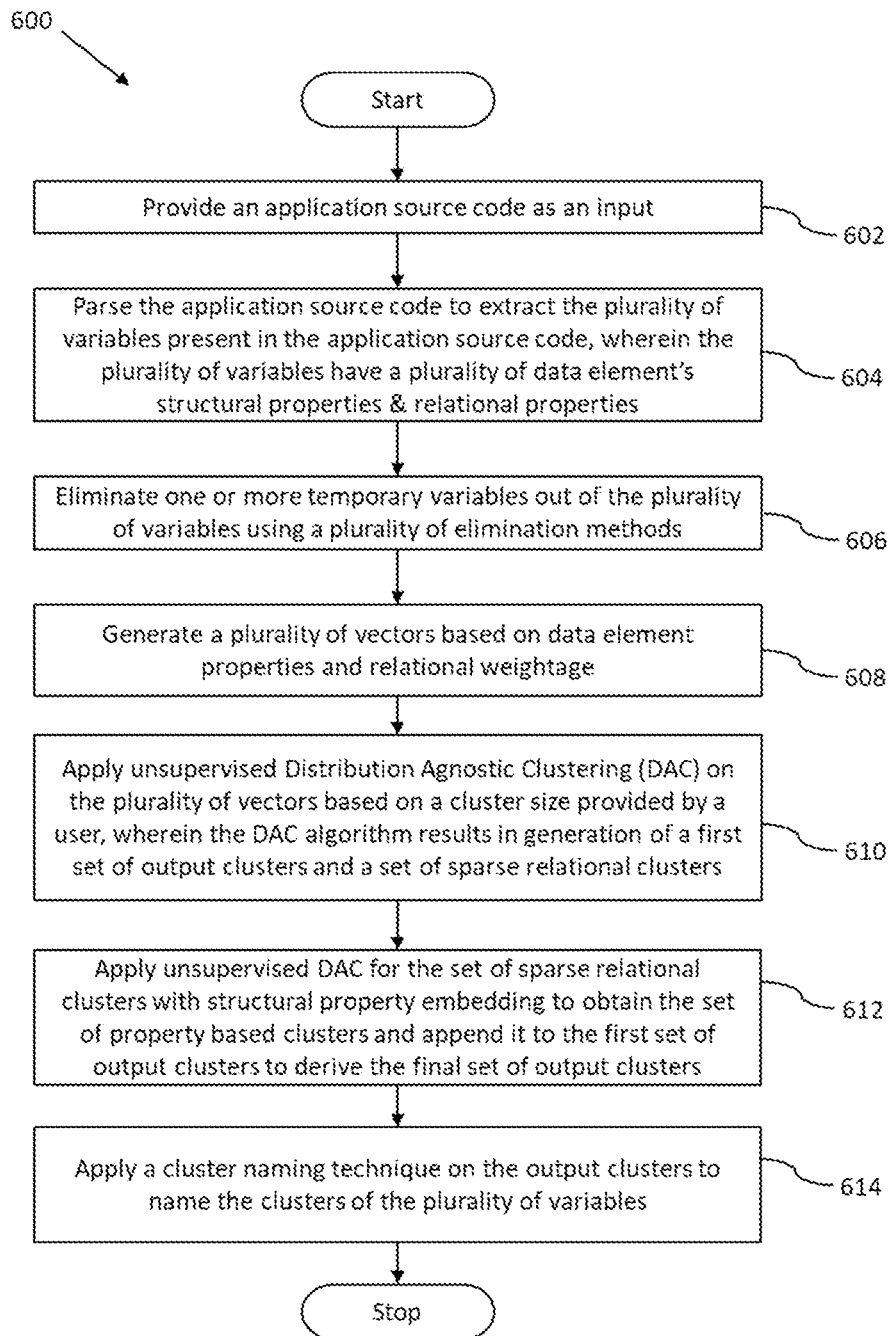 600
Start
Provide an application source code as an input
602
Parse the application source code to extract the plurality of
variables present in the application source code, wherein the
plurality of variables have a plurality of data element's
structural properties & relational properties
604
Eliminate one or more temporary variables out of the plurality
of variables using a plurality of elimination methods
606
Generate a plurality of vectors based on data element
properties and relational weightage
608
Apply unsupervised Distribution Agnostic Clustering (DAC) on
the plurality of vectors based on a cluster size provided by a
user, wherein the DAC algorithm results in generation of a first
set of output clusters and a set of sparse relational clusters
610
Apply unsupervised DAC for the set of sparse relational
clusters with structural property embedding to obtain the set
of property based clusters and append it to the first set of
output clusters to derive the final set of output clusters
612
Apply a cluster naming technique on the output clusters to
name the clusters of the plurality of variables
614
Stop